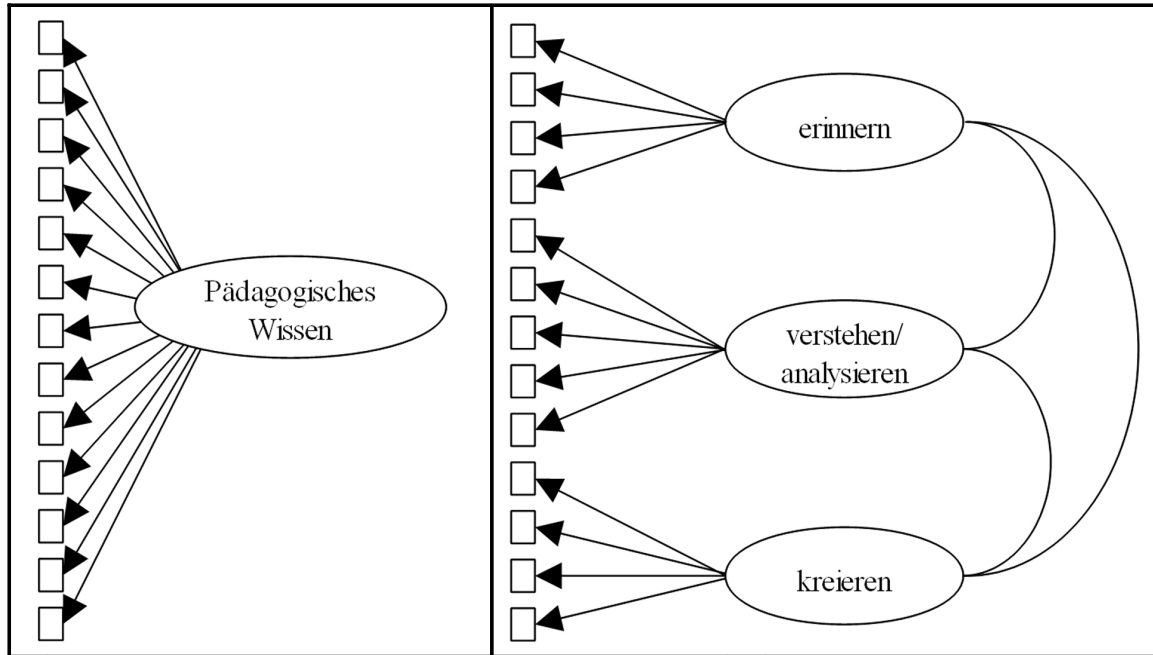 Pädagogisches
Wissen
erinnern
verstehen/
analysieren
kreieren